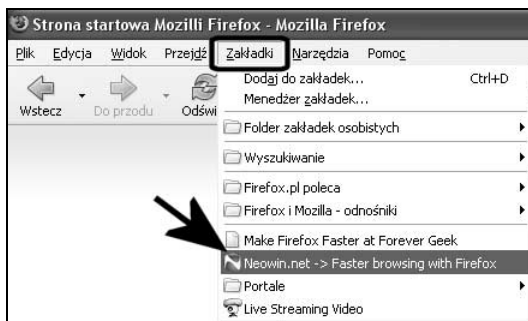 Strona startowa Mozilli Firefox - Mozilla Firefox
Plik Edycja Widok Przejdź Zakładki Narzędzia Pomoc
Wstecz Do przodu Odświ
Dodaj do zakładek... Ctrl+D
Menedżer zakładek...
Folder zakładek osobistych
Wyszukiwanie
Firefox.pl poleca
Firefox i Mozilla - odnośniki
Make Firefox Faster at Forever Geek
Neowin.net -> Faster browsing with Firefox
Portale
Live Streaming Video